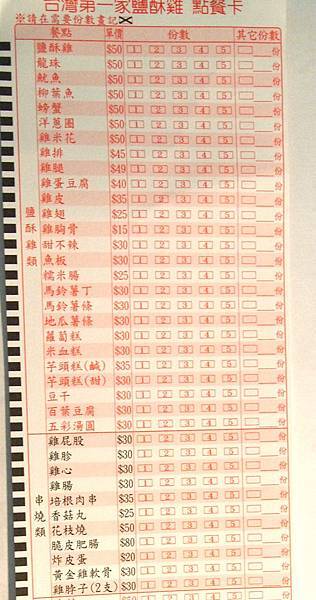 台灣第一家鹽酥雞 點餐卡
※請在需要份數畫記✗
餐點 單價 份數 其它份數
鹽酥雞類
鹽酥雞 $50 1 2 3 4 5 份
龍珠 $50 1 2 3 4 5 份
魷魚 $50 1 2 3 4 5 份
柳葉魚 $50 1 2 3 4 5 份
螃蟹 $50 1 2 3 4 5 份
洋蔥圈 $50 1 2 3 4 5 份
雞米花 $50 1 2 3 4 5 份
雞排 $45 1 2 3 4 5 份
雞腿 $49 1 2 3 4 5 份
雞蛋豆腐 $40 1 2 3 4 5 份
雞皮 $35 1 2 3 4 5 份
雞翅 $25 1 2 3 4 5 份
雞胸骨 $15 1 2 3 4 5 份
甜不辣 $30 1 2 3 4 5 份
魚板 $30 1 2 3 4 5 份
糯米腸 $25 1 2 3 4 5 份
馬鈴薯丁 $30 1 2 3 4 5 份
馬鈴薯條 $30 1 2 3 4 5 份
地瓜薯條 $30 1 2 3 4 5 份
蘿蔔糕 $30 1 2 3 4 5 份
米血糕 $30 1 2 3 4 5 份
芋頭糕(鹹) $35 1 2 3 4 5 份
芋頭糕(甜) $30 1 2 3 4 5 份
豆干 $30 1 2 3 4 5 份
百葉豆腐 $30 1 2 3 4 5 份
五彩湯圓 $30 1 2 3 4 5 份
串燒類
雞屁股 $30 1 2 3 4 5 份
雞胗 $30 1 2 3 4 5 份
雞心 $30 1 2 3 4 5 份
雞腸 $30 1 2 3 4 5 份
培根肉串 $35 1 2 3 4 5 份
香菇丸 $25 1 2 3 4 5 份
花枝燒 $50 1 2 3 4 5 份
脆皮肥腸 $80 1 2 3 4 5 份
炸皮蛋 $20 1 2 3 4 5 份
黃金雞軟骨 $30 1 2 3 4 5 份
雞脖子(2支) $30 1 2 3 4 5 份